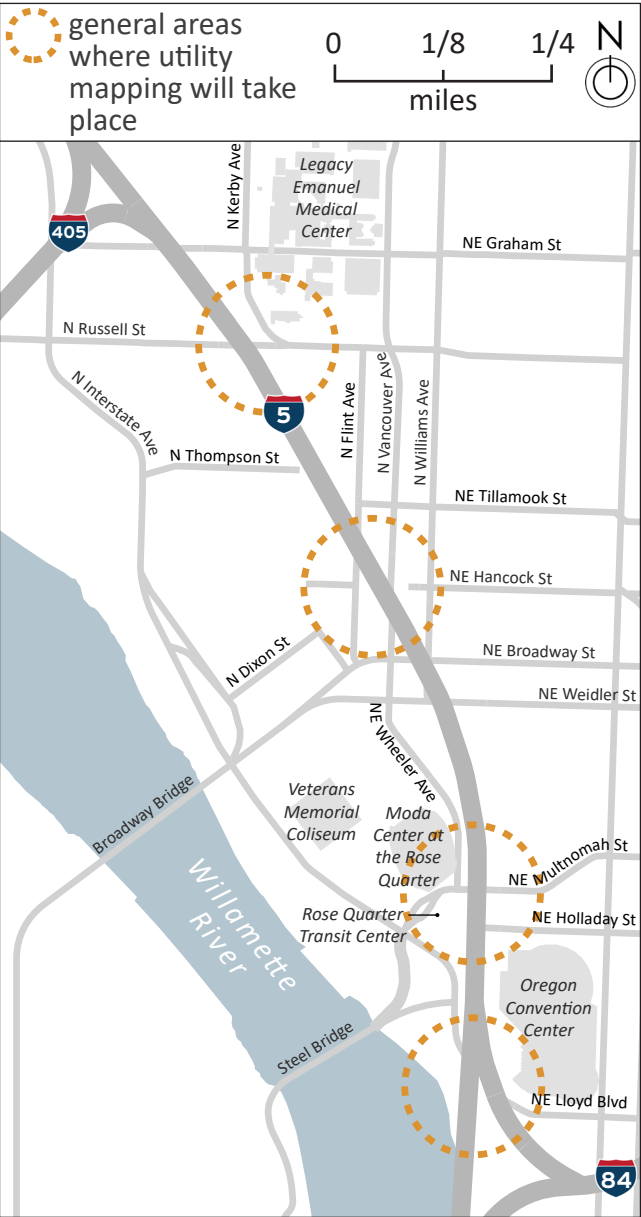 general areas
where utility
mapping will take
place
0 1/8 1/4
miles
N
N Kerby Ave
Legacy
Emanuel
Medical
Center
405
NE Graham St
N Russell St
N Interstate Ave
5
N Flint Ave
N Vancouver Ave
N Williams Ave
N Thompson St
NE Tillamook St
NE Hancock St
N Dixon St
NE Broadway St
NE Weidler St
NE Wheeler Ave
Broadway Bridge
Veterans
Memorial
Coliseum
Moda
Center at
the Rose
Quarter
NE Multnomah St
Willamette
River
Rose Quarter
Transit Center
NE Holladay St
Oregon
Convention
Center
Steel Bridge
NE Lloyd Blvd
84